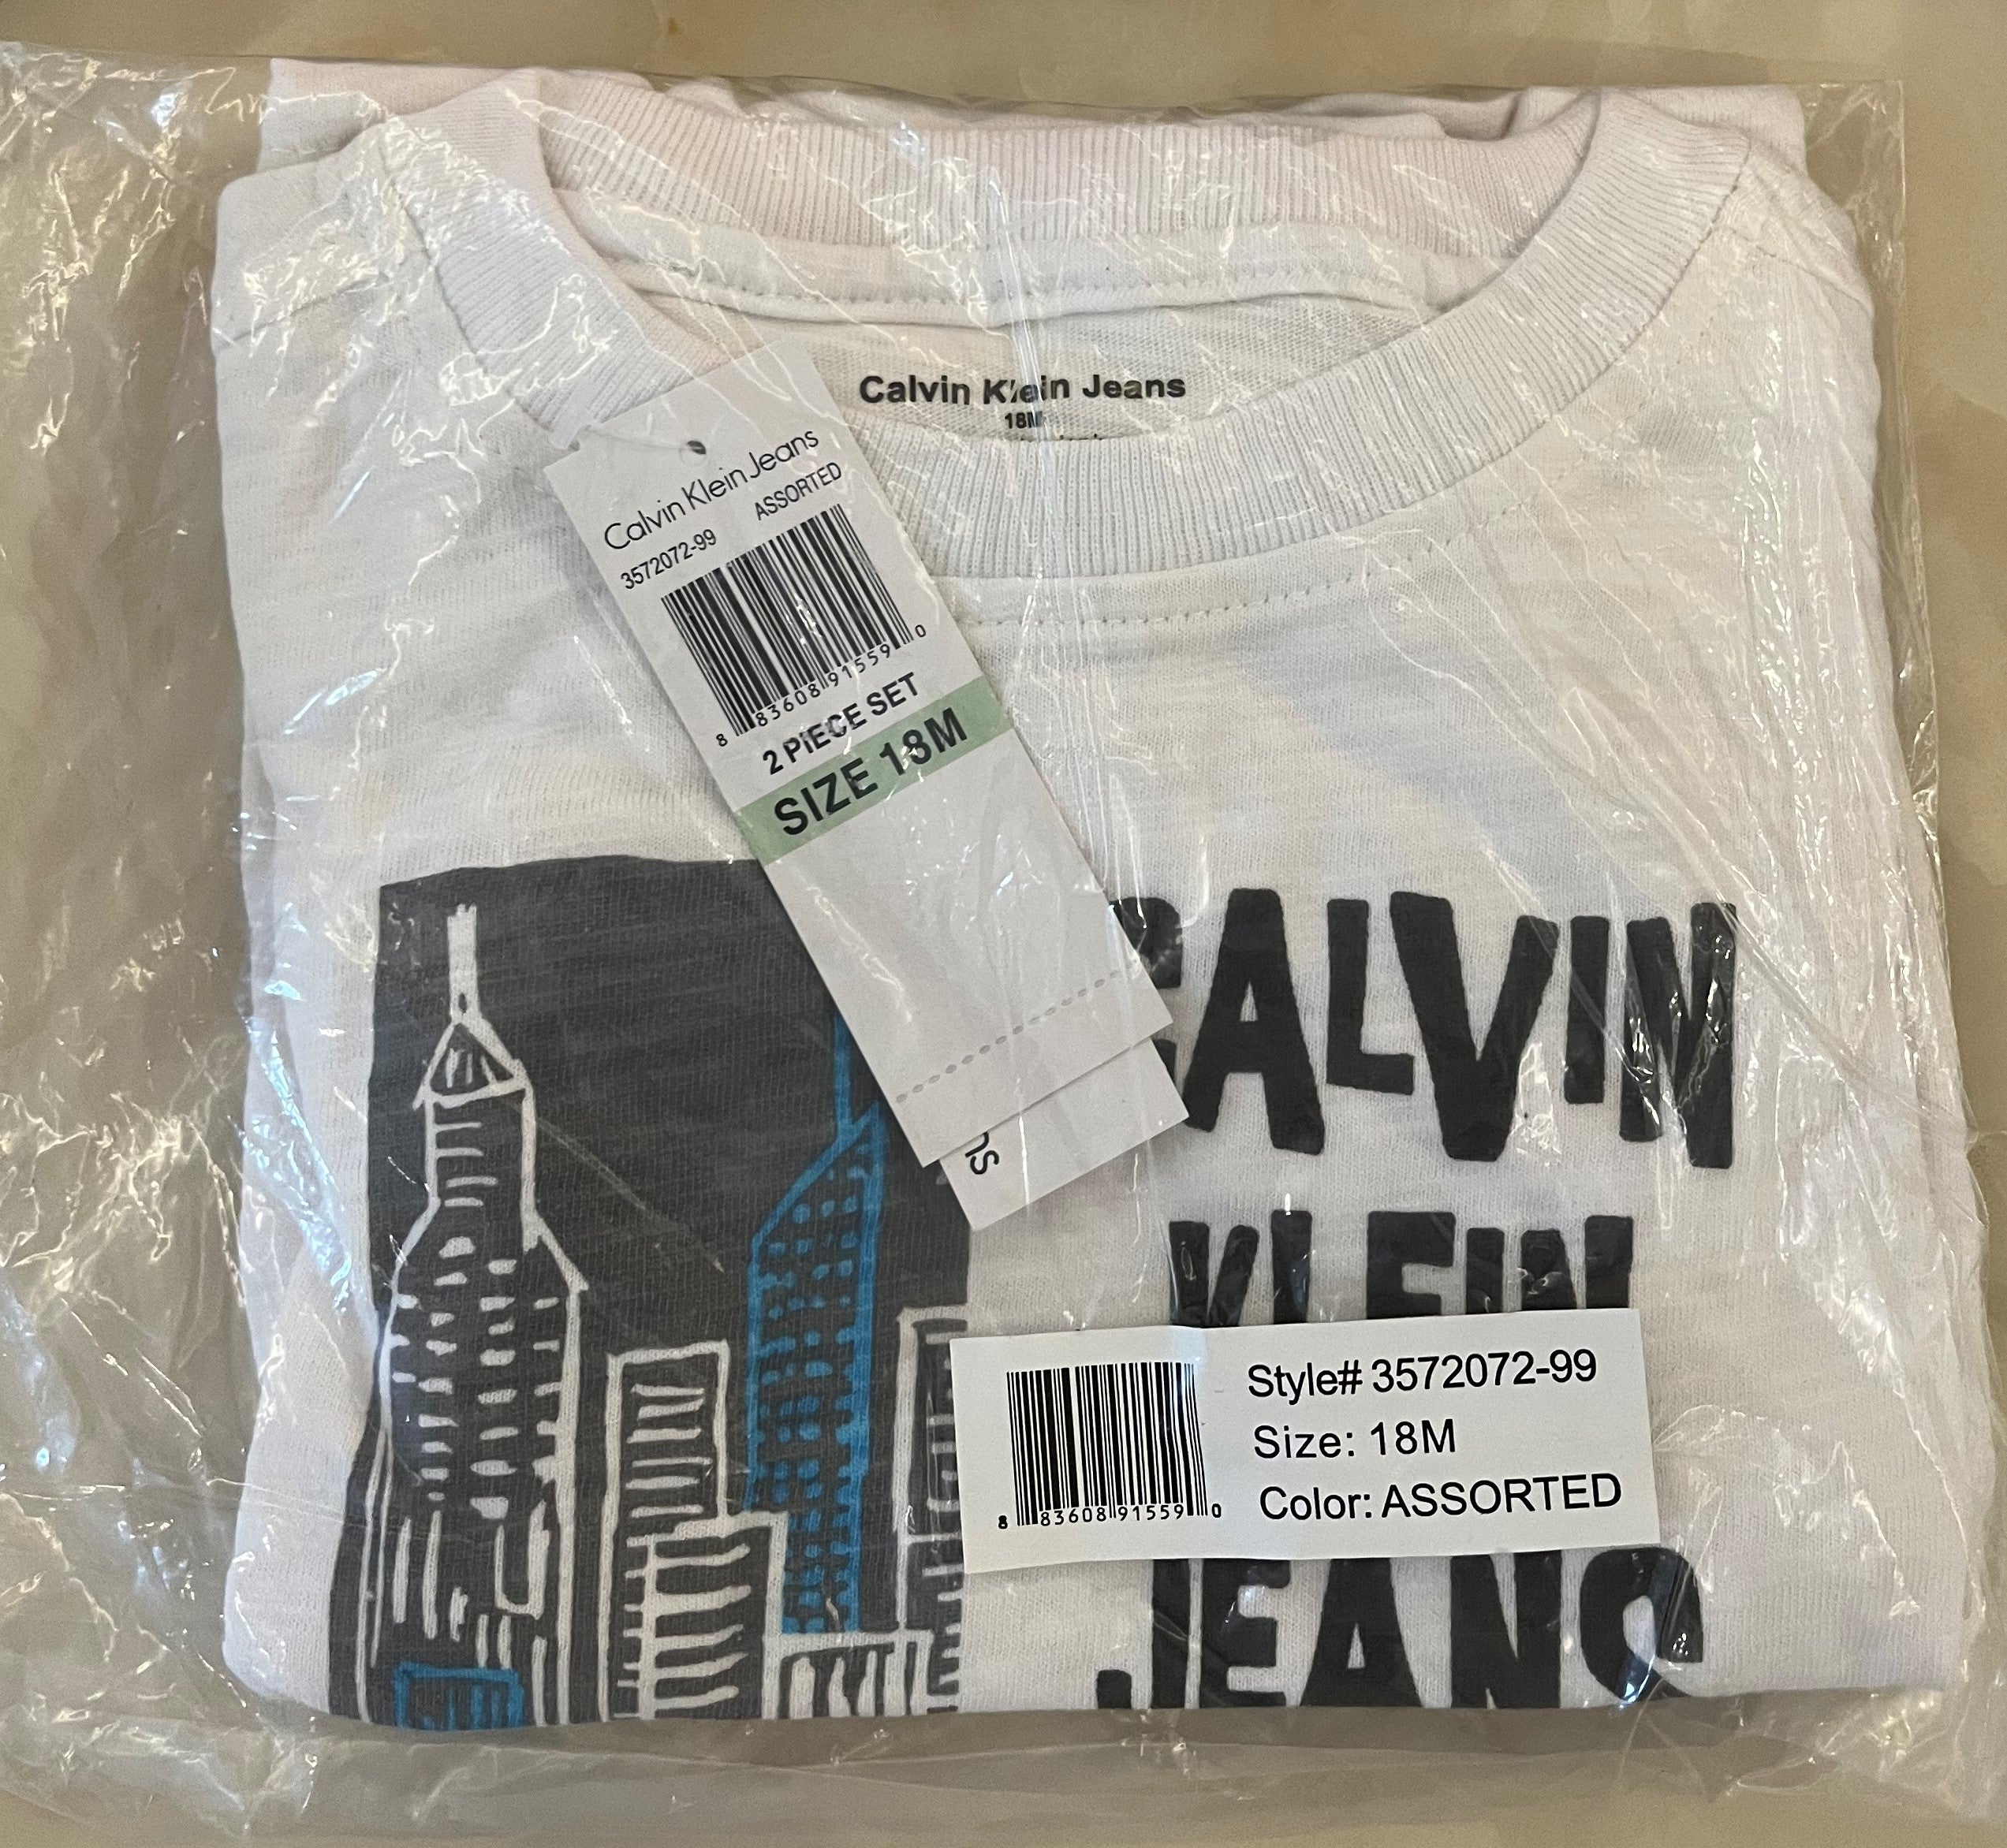 Calvin Klein Jeans
18M
Calvin Klein Jeans
3572072-99 ASSORTED
8 83608 91559 0
2 PIECE SET
SIZE 18M
CALVIN
KLEIN
JEANS
Style# 3572072-99
Size: 18M
Color: ASSORTED
8 83608 91559 0